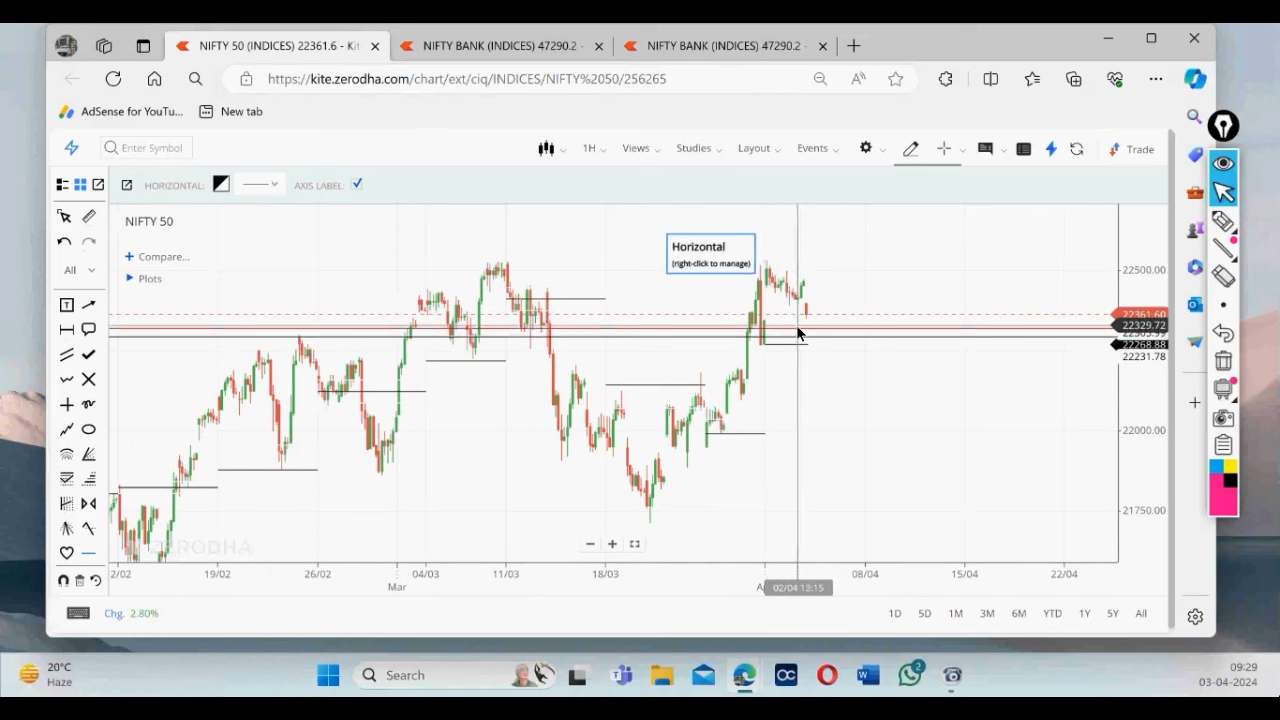 NIFTY 50 (INDICES) 22361.6 - Kit
NIFTY BANK (INDICES) 47290.2 -
NIFTY BANK (INDICES) 47290.2 -
https://kite.zerodha.com/chart/ext/ciq/INDICES/NIFTY%2050/256265
AdSense for YouTu...
New tab
Enter Symbol
1H
Views
Studies
Layout
Events
Trade
HORIZONTAL:
AXIS LABEL:
NIFTY 50
Compare...
Plots
All
Horizontal
(right-click to manage)
22500.00
22361.60
22329.72
22268.88
22231.78
22000.00
21750.00
ZERODHA
2/02
19/02
26/02
Mar
04/03
11/03
18/03
A
02/04 13:15
08/04
15/04
22/04
Chg. 2.80%
1D
5D
1M
3M
6M
YTD
1Y
5Y
All
20°C
Haze
Search
2
09:29
03-04-2024